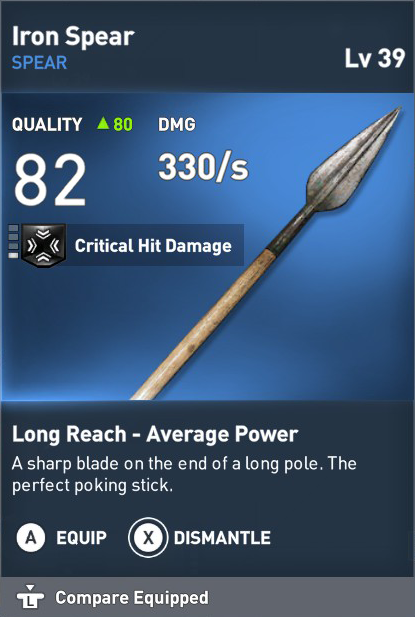 Iron Spear
SPEAR
Lv 39
QUALITY ▲80 DMG
82 330/s
Critical Hit Damage
Long Reach - Average Power
A sharp blade on the end of a long pole. The
perfect poking stick.
A EQUIP X DISMANTLE
L Compare Equipped